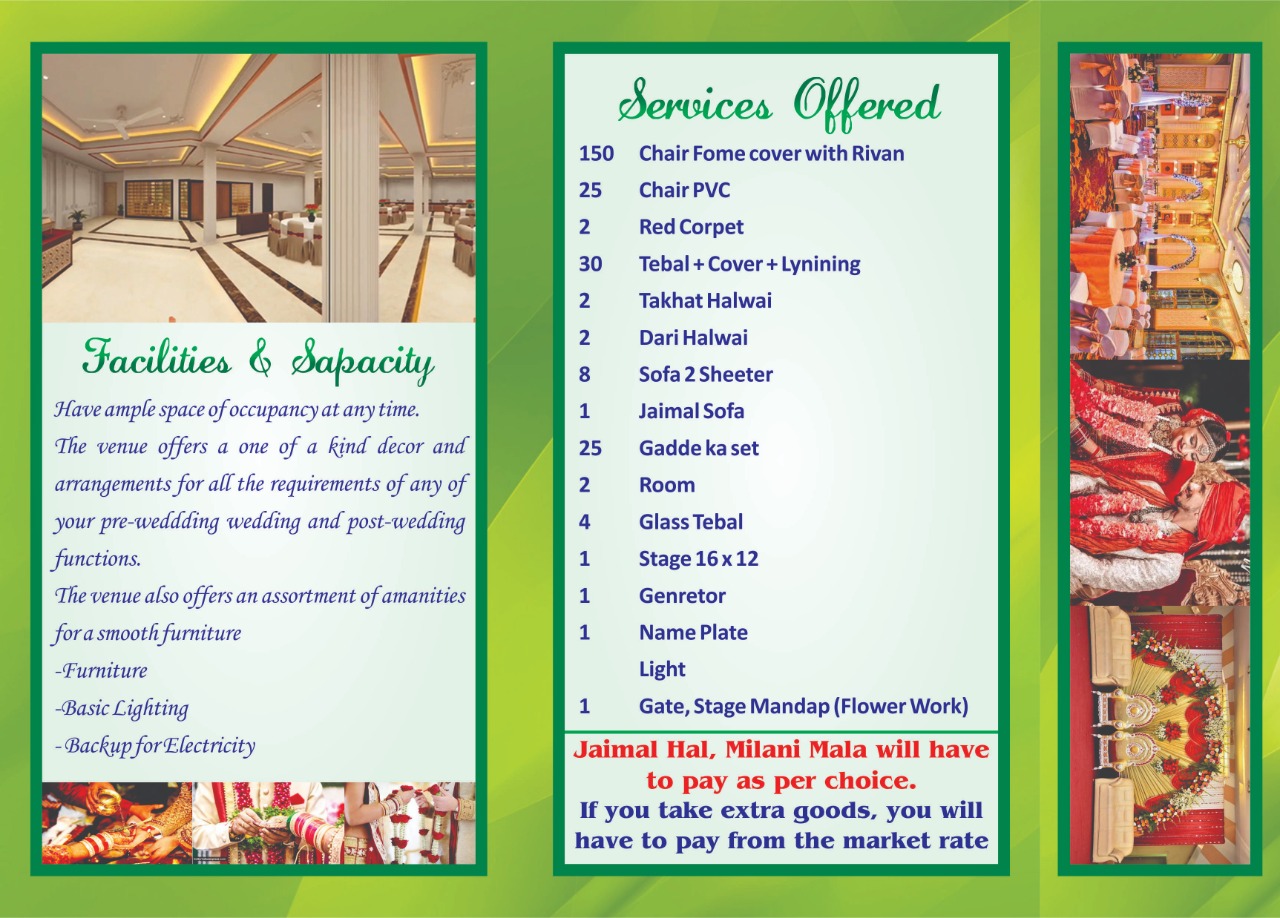 Facilities & Sapacity
Have ample space of occupancy at any time.
The venue offers a one of a kind decor and
arrangements for all the requirements of any of
your pre-weddding wedding and post-wedding
functions.
The venue also offers an assortment of amanities
for a smooth furniture
-Furniture
-Basic Lighting
- Backup for Electricity
Services Offered
150 Chair Fome cover with Rivan
25 Chair PVC
2 Red Corpet
30 Tebal + Cover + Lynining
2 Takhat Halwai
2 Dari Halwai
8 Sofa 2 Sheeter
1 Jaimal Sofa
25 Gadde ka set
2 Room
4 Glass Tebal
1 Stage 16 x 12
1 Genretor
1 Name Plate
Light
1 Gate, Stage Mandap (Flower Work)
Jaimal Hal, Milani Mala will have
to pay as per choice.
If you take extra goods, you will
have to pay from the market rate